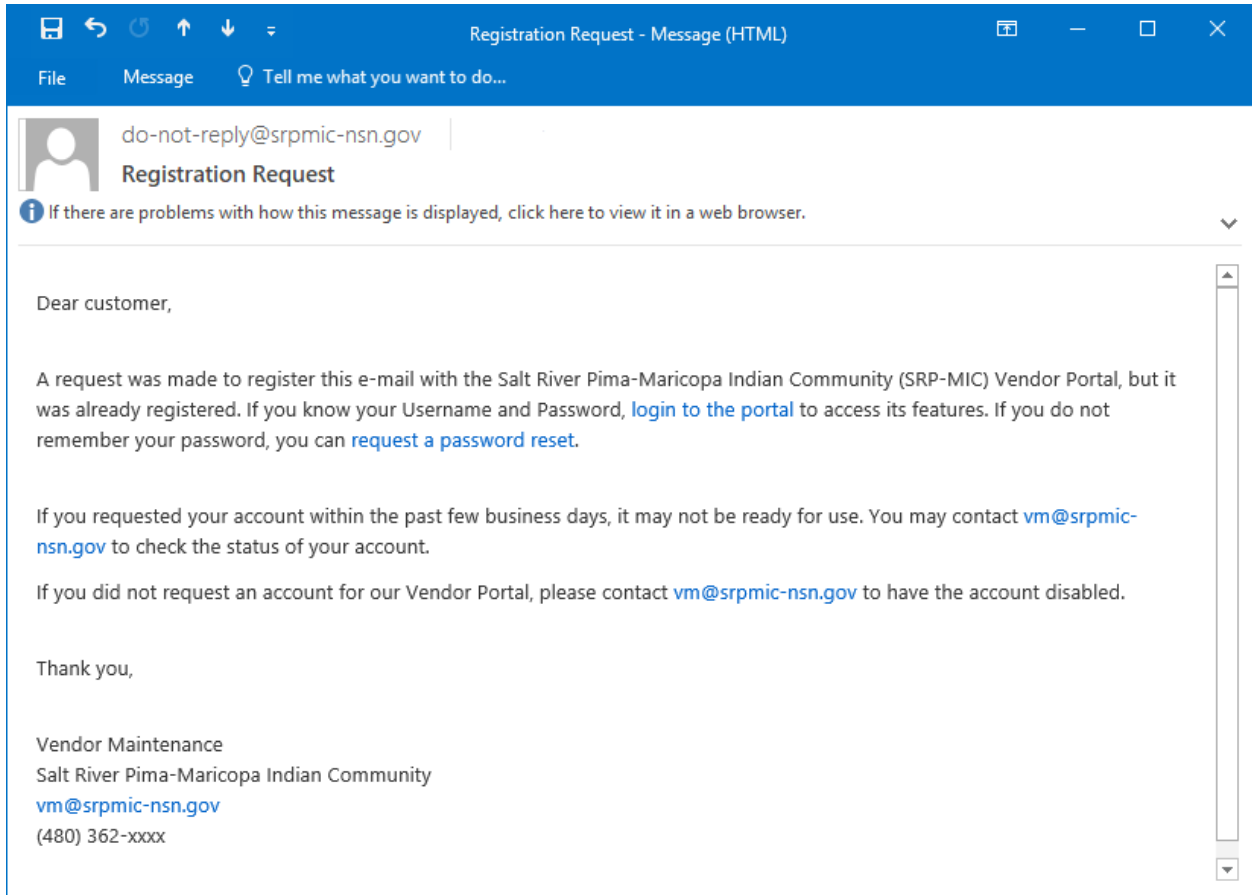 Registration Request - Message (HTML)
File Message Tell me what you want to do...
do-not-reply@srpmic-nsn.gov
Registration Request
If there are problems with how this message is displayed, click here to view it in a web browser.
Dear customer,
A request was made to register this e-mail with the Salt River Pima-Maricopa Indian Community (SRP-MIC) Vendor Portal, but it
was already registered. If you know your Username and Password, login to the portal to access its features. If you do not
remember your password, you can request a password reset.
If you requested your account within the past few business days, it may not be ready for use. You may contact vm@srpmic-
nsn.gov to check the status of your account.
If you did not request an account for our Vendor Portal, please contact vm@srpmic-nsn.gov to have the account disabled.
Thank you,
Vendor Maintenance
Salt River Pima-Maricopa Indian Community
vm@srpmic-nsn.gov
(480) 362-xxxx